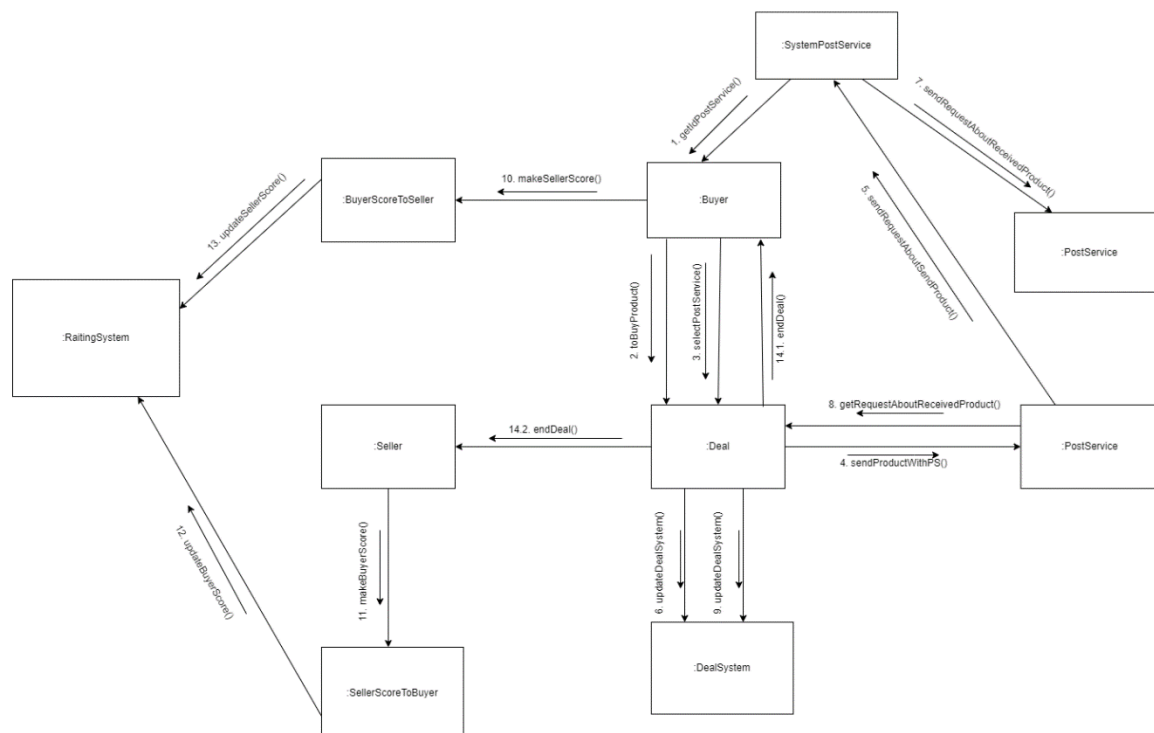 :SystemPostService
1. getIdPostService()
7. sendRequestAboutReceivedProduct()
10. makeSellerScore()
:BuyerScoreToSeller
:Buyer
13. updateSellerScore()
5. sendRequestAboutSendProduct()
:PostService
:RaitingSystem
2. toBuyProduct()
3. selectPostService()
14.1. endDeal()
8. getRequestAboutReceivedProduct()
14.2. endDeal()
:Seller
:Deal
:PostService
4. sendProductWithPS()
12. updateBuyerScore()
11. makeBuyerScore()
6. updateDealSystem()
9. updateDealSystem()
:DealSystem
:SellerScoreToBuyer